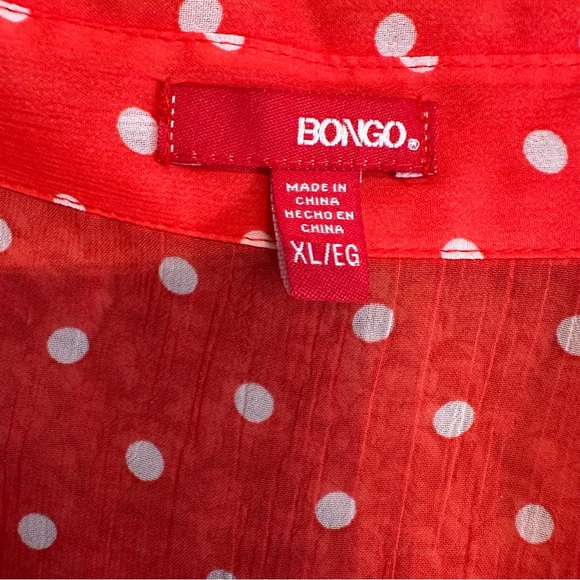 BONGO®
MADE IN
CHINA
HECHO EN
CHINA
XL/EG